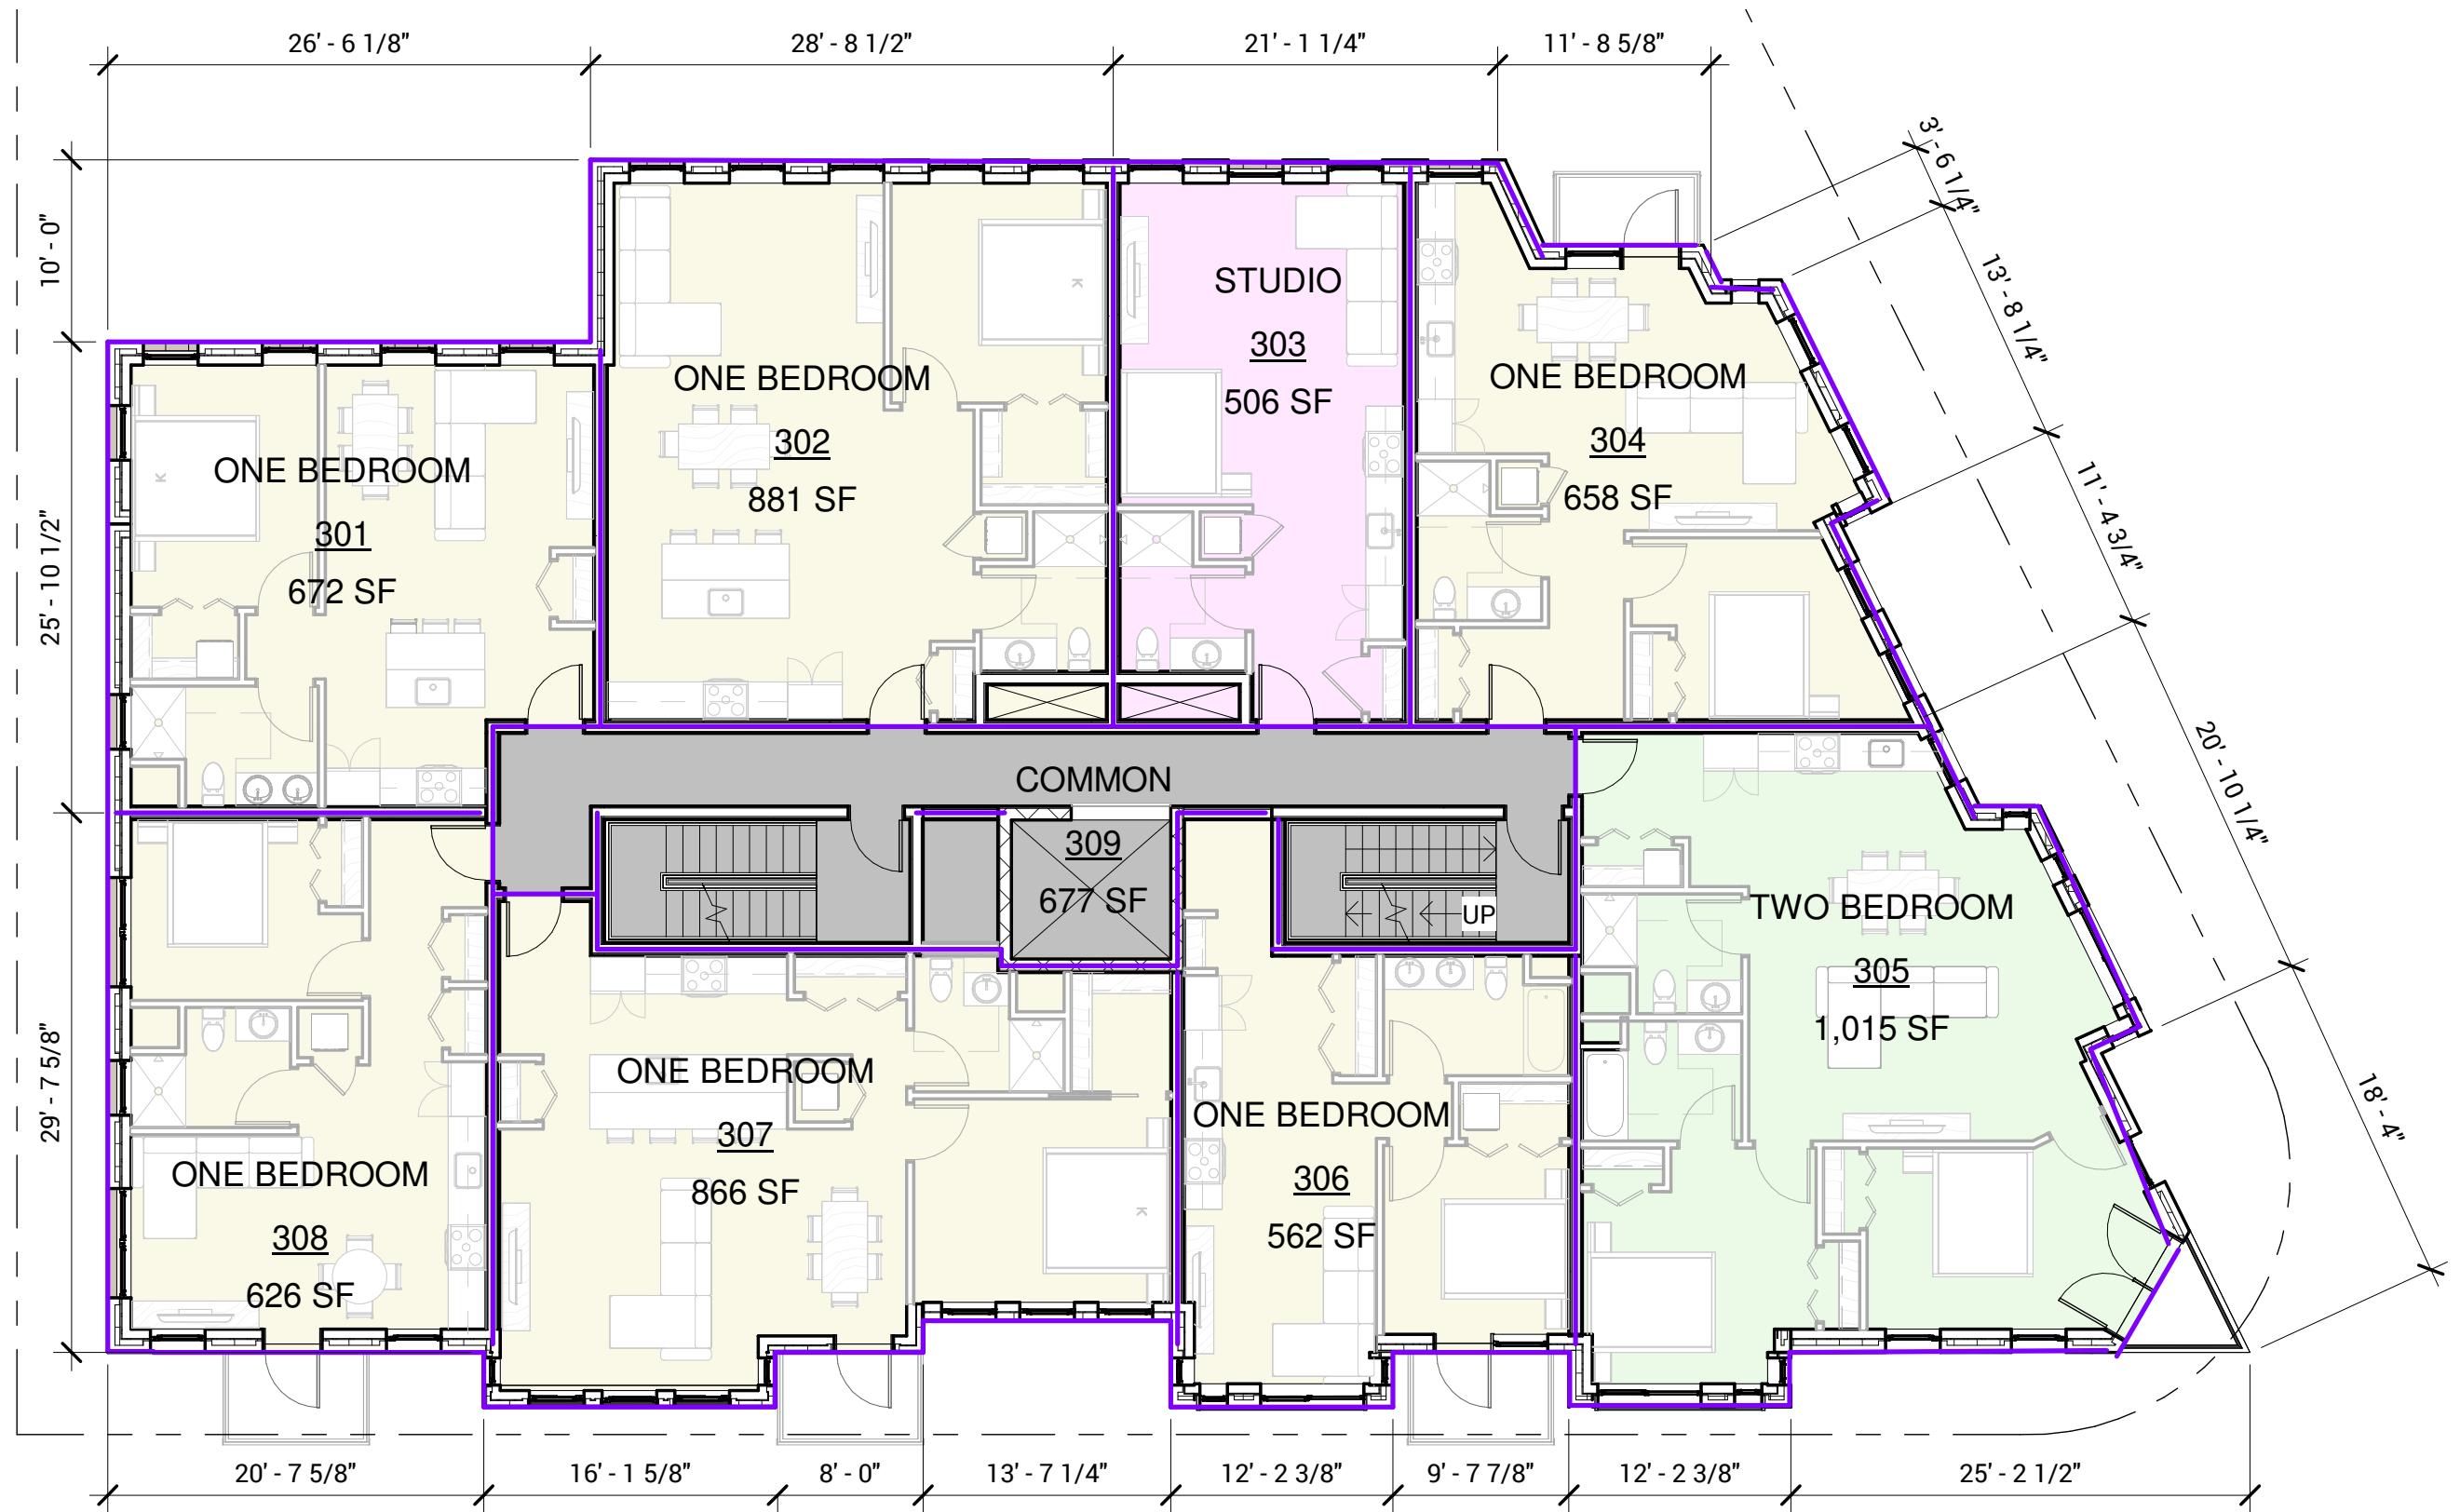 26' - 6 1/8"
28' - 8 1/2"
21' - 1 1/4"
11' - 8 5/8"
3' - 6 1/4"
13' - 8 1/4"
11' - 4 3/4"
20' - 10 1/4"
18' - 4"
10' - 0"
25' - 10 1/2"
29' - 7 5/8"
ONE BEDROOM
301
672 SF
K
ONE BEDROOM
302
881 SF
K
STUDIO
303
506 SF
ONE BEDROOM
304
658 SF
COMMON
309
677 SF
UP
TWO BEDROOM
305
1,015 SF
ONE BEDROOM
306
562 SF
ONE BEDROOM
307
866 SF
K
ONE BEDROOM
308
626 SF
20' - 7 5/8"
16' - 1 5/8"
8' - 0"
13' - 7 1/4"
12' - 2 3/8"
9' - 7 7/8"
12' - 2 3/8"
25' - 2 1/2"